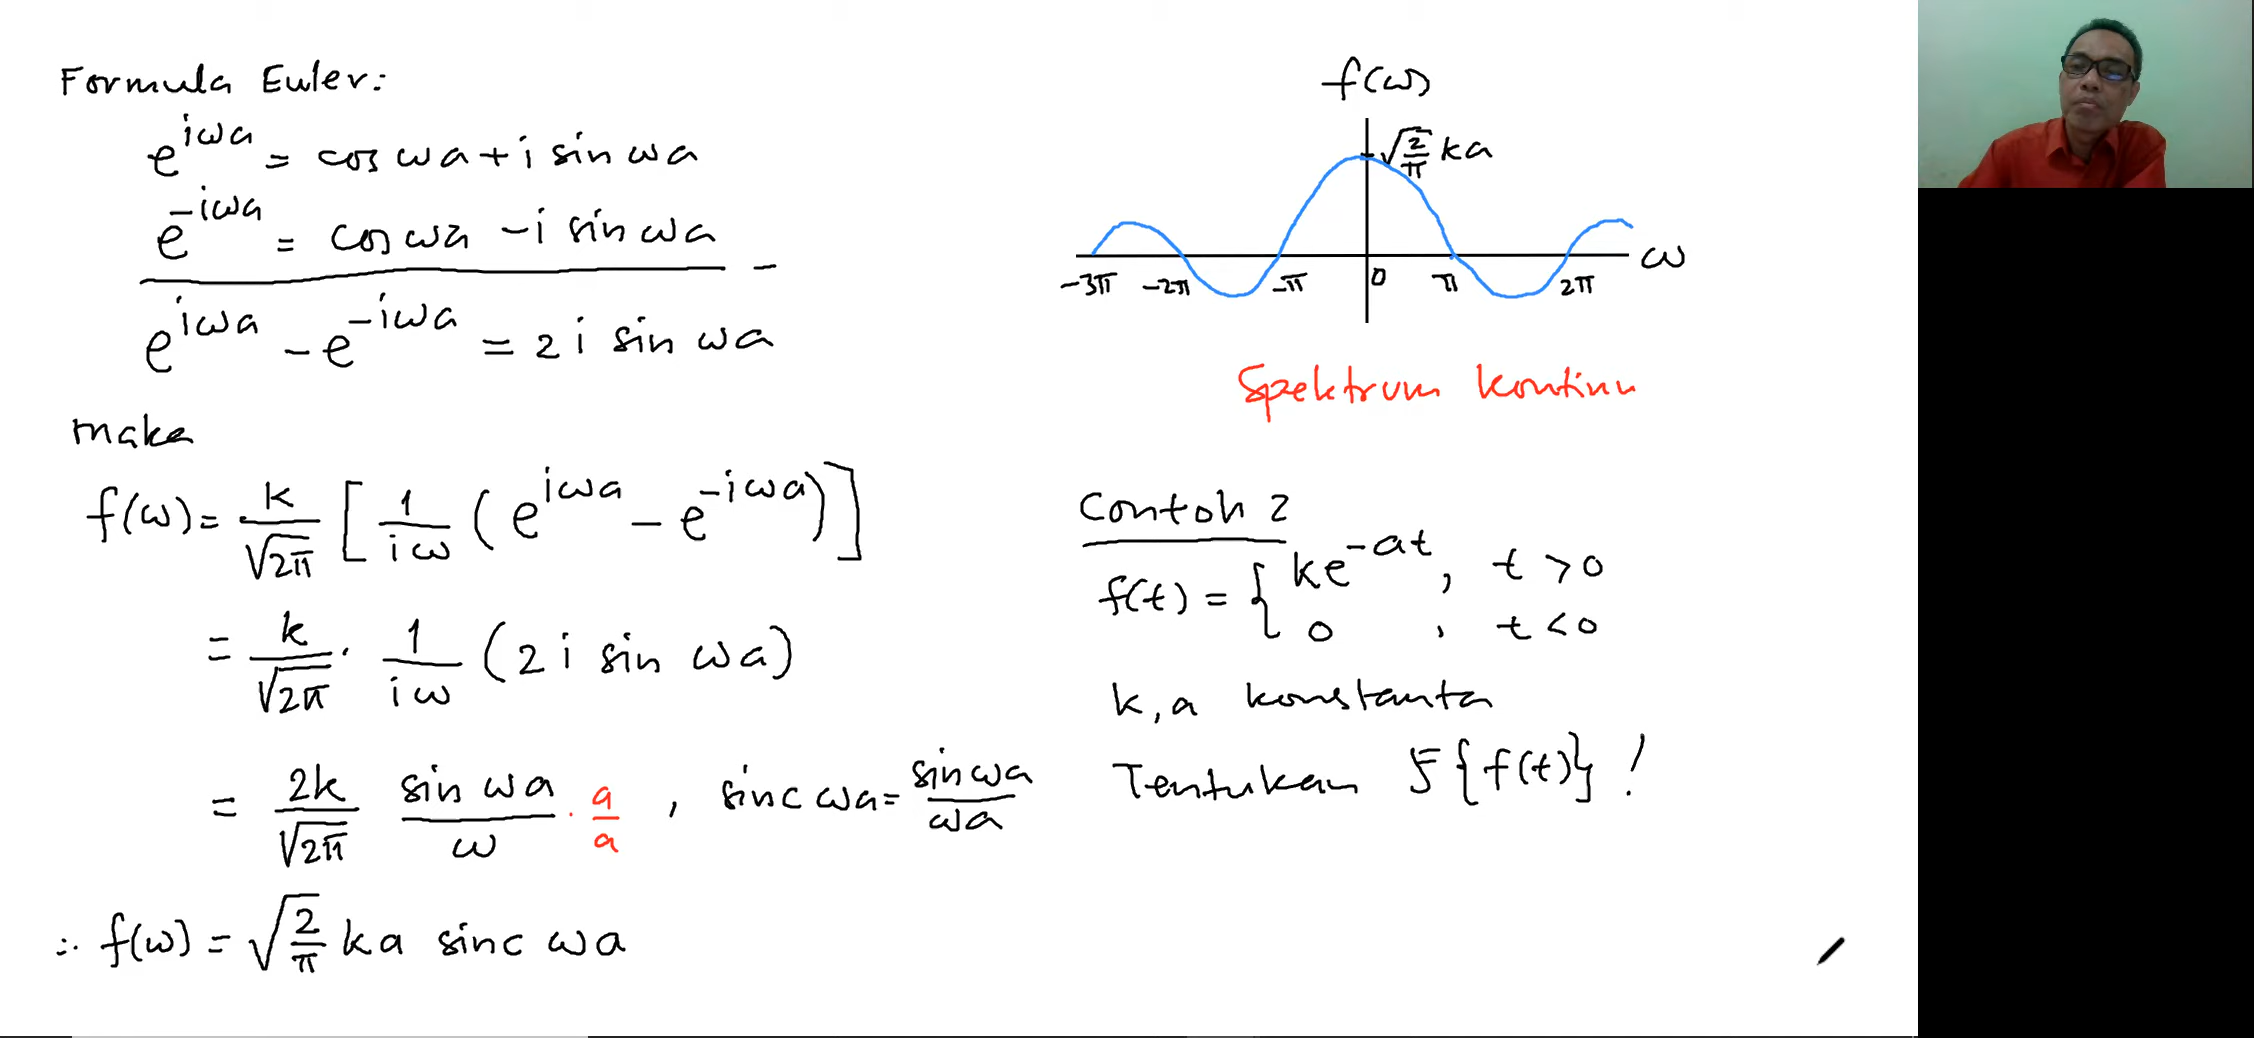 Formula Euler:
e^{iωa} = cos ωa + i sin ωa
e^{-iωa} = cos ωa - i sin ωa
e^{iωa} - e^{-iωa} = 2 i sin ωa
maka
f(ω) = k/√2π [ 1/iω ( e^{iωa} - e^{-iωa} ) ]
= k/√2π · 1/iω (2 i sin ωa)
= 2k/√2π sin ωa/ω · a/a , sinc ωa = sin ωa/ωa
∴ f(ω) = √(2/π) ka sinc ωa
f(ω)
√(2/π) ka
ω
-3π -2π -π 0 π 2π
Spektrum kontinu
Contoh 2
f(t) = { ke^{-at}, t > 0
0 , t < 0
k, a konstanta
Tentukan 𝓕{f(t)} !